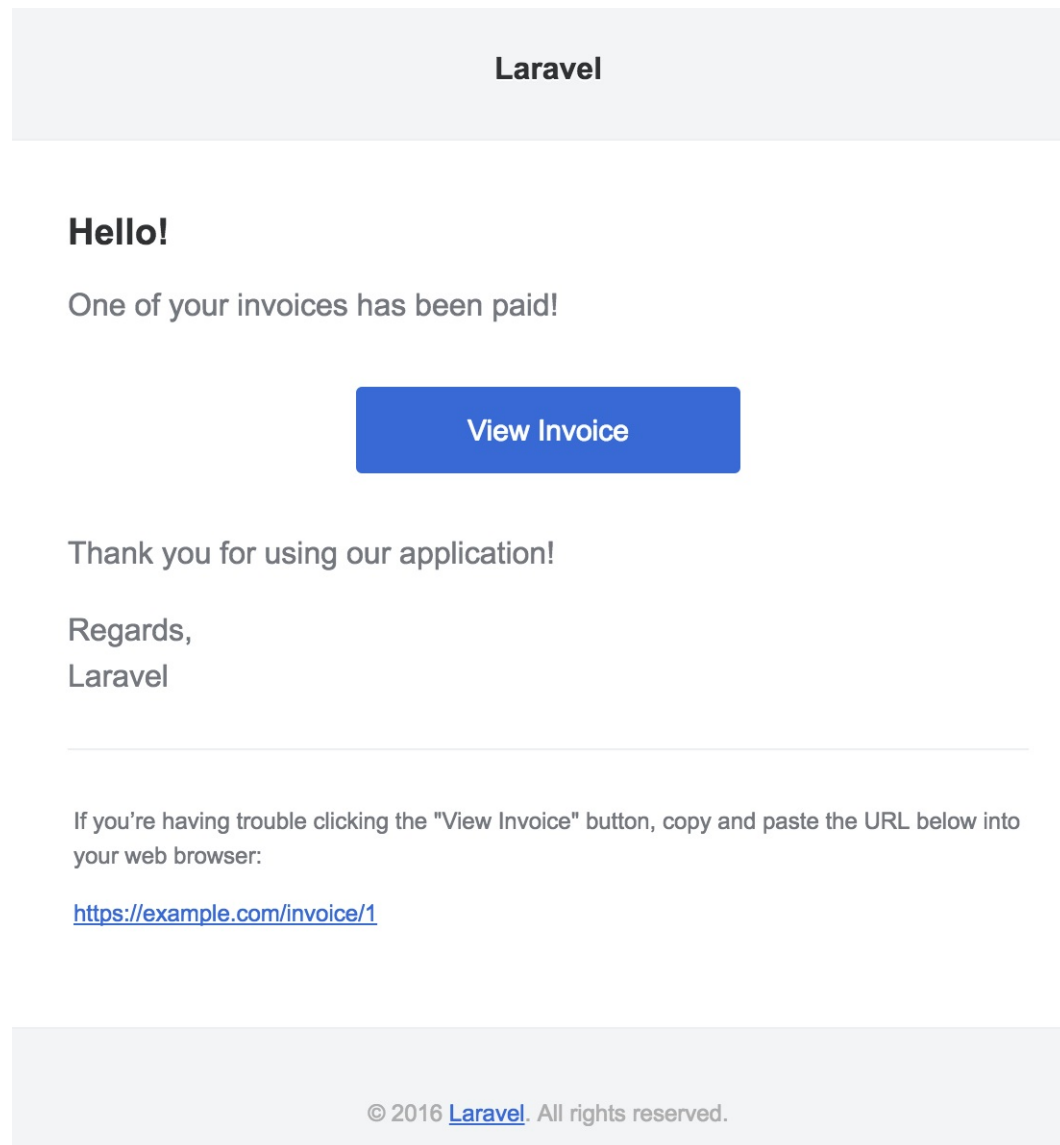 Laravel
Hello!
One of your invoices has been paid!
View Invoice
Thank you for using our application!
Regards,
Laravel
If you’re having trouble clicking the "View Invoice" button, copy and paste the URL below into
your web browser:
https://example.com/invoice/1
© 2016 Laravel. All rights reserved.